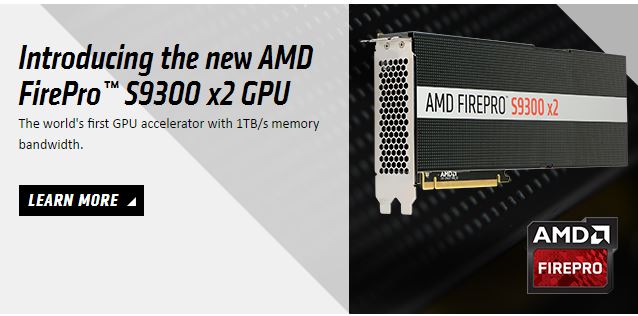 Introducing the new AMD
FirePro™ S9300 x2 GPU
The world's first GPU accelerator with 1TB/s memory
bandwidth.
LEARN MORE
AMD FIREPRO S9300 x2
AMD
FIREPRO